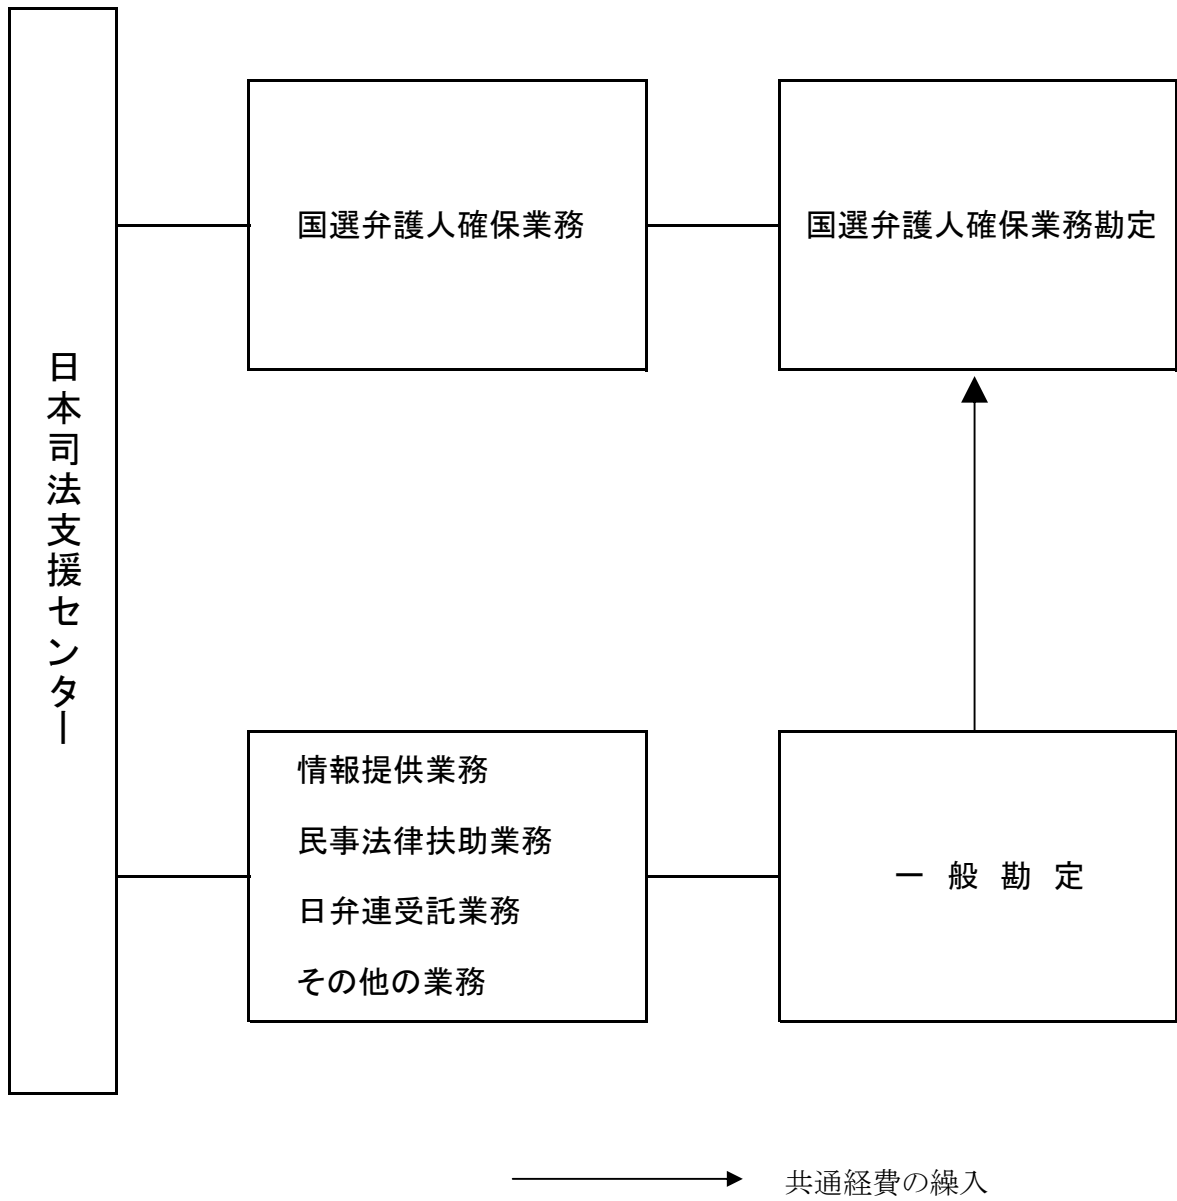 日本司法支援センター
国選弁護人確保業務
国選弁護人確保業務勘定
情報提供業務
民事法律扶助業務
日弁連受託業務
その他の業務
一般勘定
共通経費の繰入